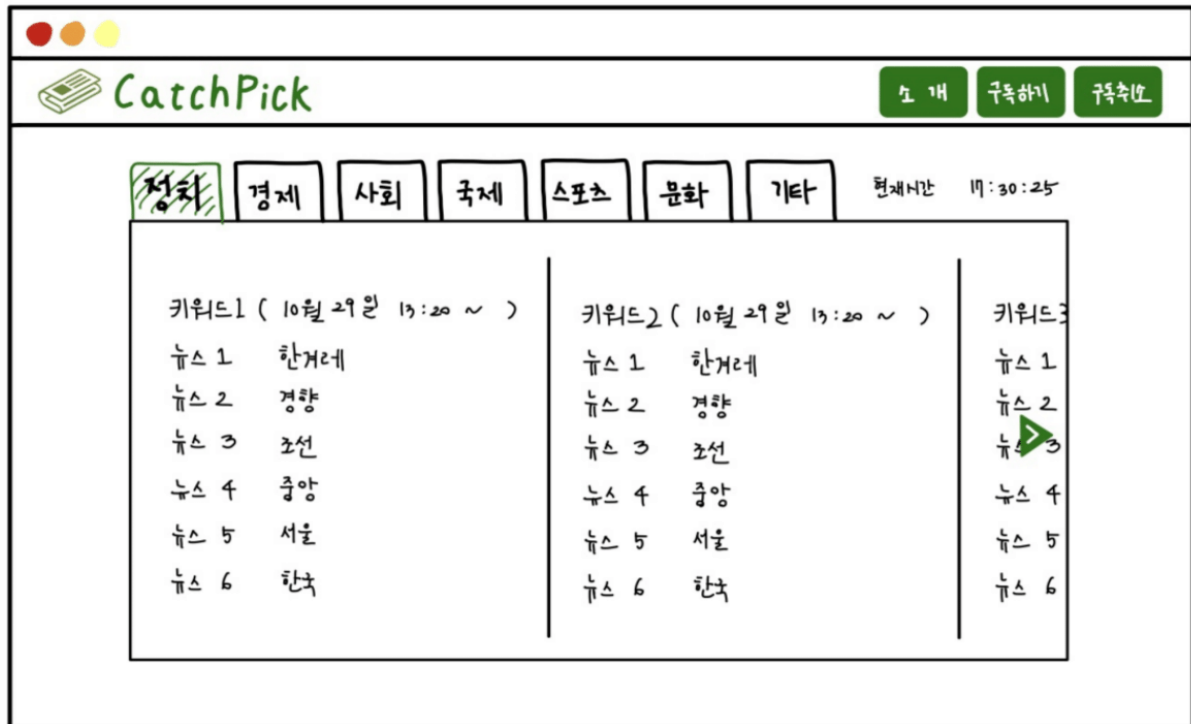 CatchPick
소개 구독하기 구독취소
정치 경제 사회 국제 스포츠 문화 기타 현재시간 17:30:25
키워드1 ( 10월 29일 13:20 ~ )
뉴스 1 한겨레
뉴스 2 경향
뉴스 3 조선
뉴스 4 중앙
뉴스 5 서울
뉴스 6 한국
키워드2 ( 10월 29일 13:20 ~ )
뉴스 1 한겨레
뉴스 2 경향
뉴스 3 조선
뉴스 4 중앙
뉴스 5 서울
뉴스 6 한국
키워드3
뉴스 1
뉴스 2
뉴스 3
뉴스 4
뉴스 5
뉴스 6